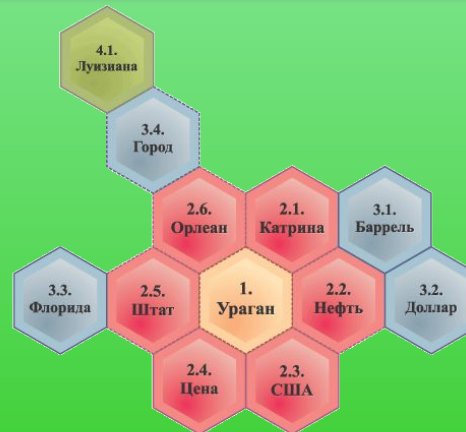 4.1.
Луизиана
3.4.
Город
2.6.
Орлеан
2.1.
Катрина
3.1.
Баррель
3.3.
Флорида
2.5.
Штат
1.
Ураган
2.2.
Нефть
3.2.
Доллар
2.4.
Цена
2.3.
США